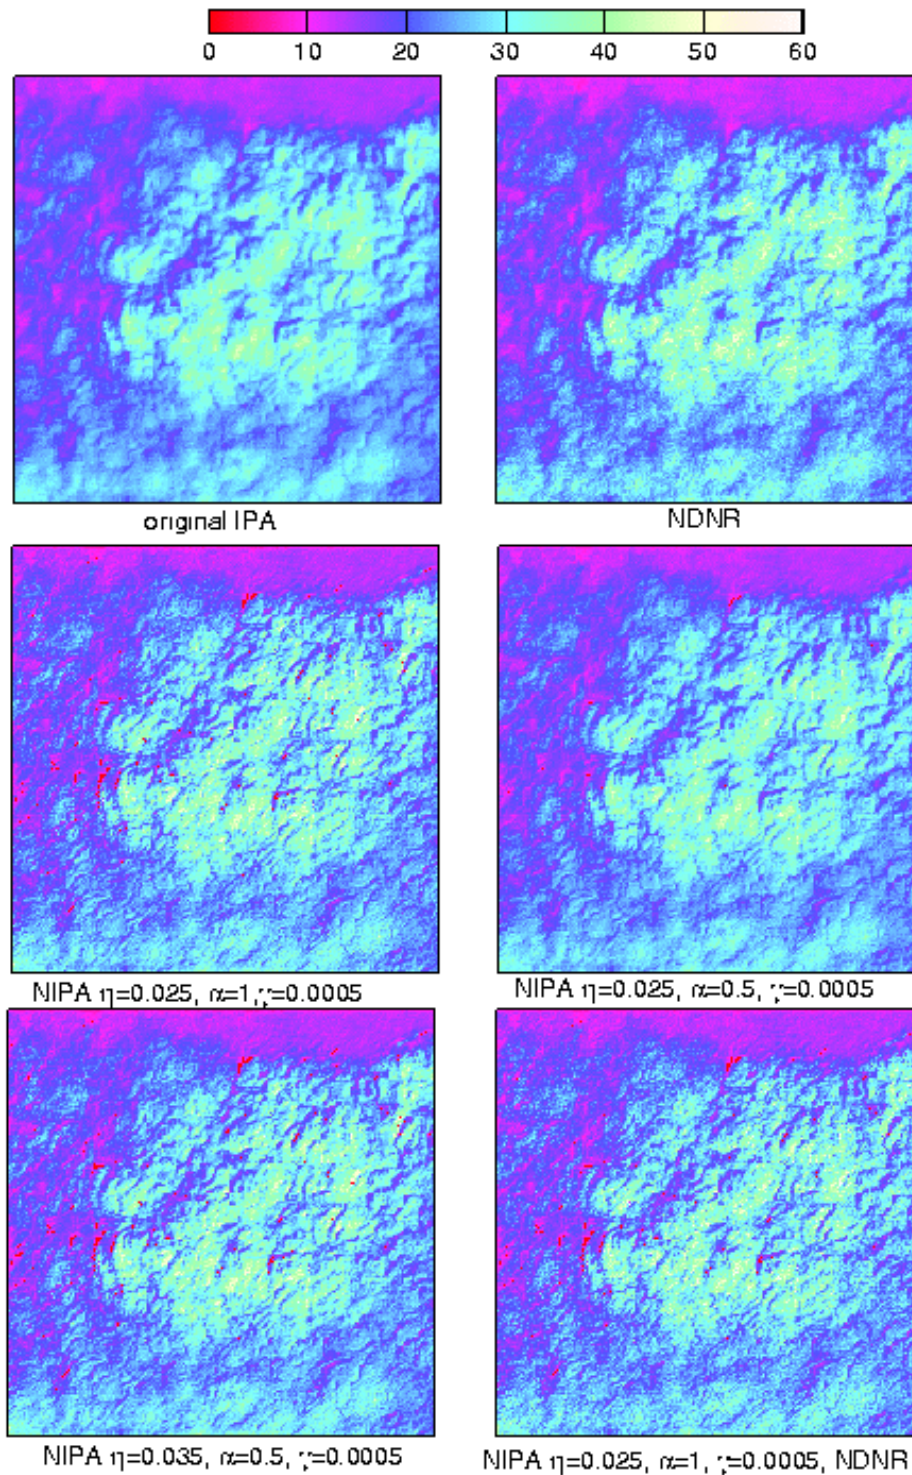 0 10 20 30 40 50 60
original IPA
NDNR
NIPA η=0.025, α=1, γ=0.0005
NIPA η=0.025, α=0.5, γ=0.0005
NIPA η=0.035, α=0.5, γ=0.0005
NIPA η=0.025, α=1, γ=0.0005, NDNR